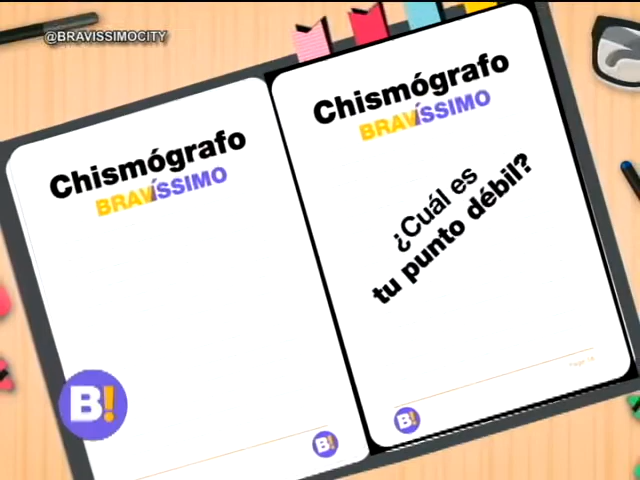 @BRAVISSIMOCITY
Chismógrafo
BRAVÍSSIMO
B!
B!
Chismógrafo
BRAVÍSSIMO
¿Cuál es
tu punto débil?
B!